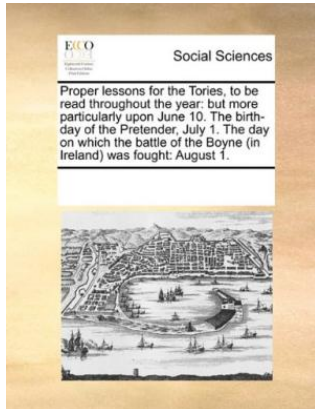 ECCO
Social Sciences
Proper lessons for the Tories, to be
read throughout the year: but more
particularly upon June 10. The birth-
day of the Pretender, July 1. The day
on which the battle of the Boyne (in
Ireland) was fought: August 1.